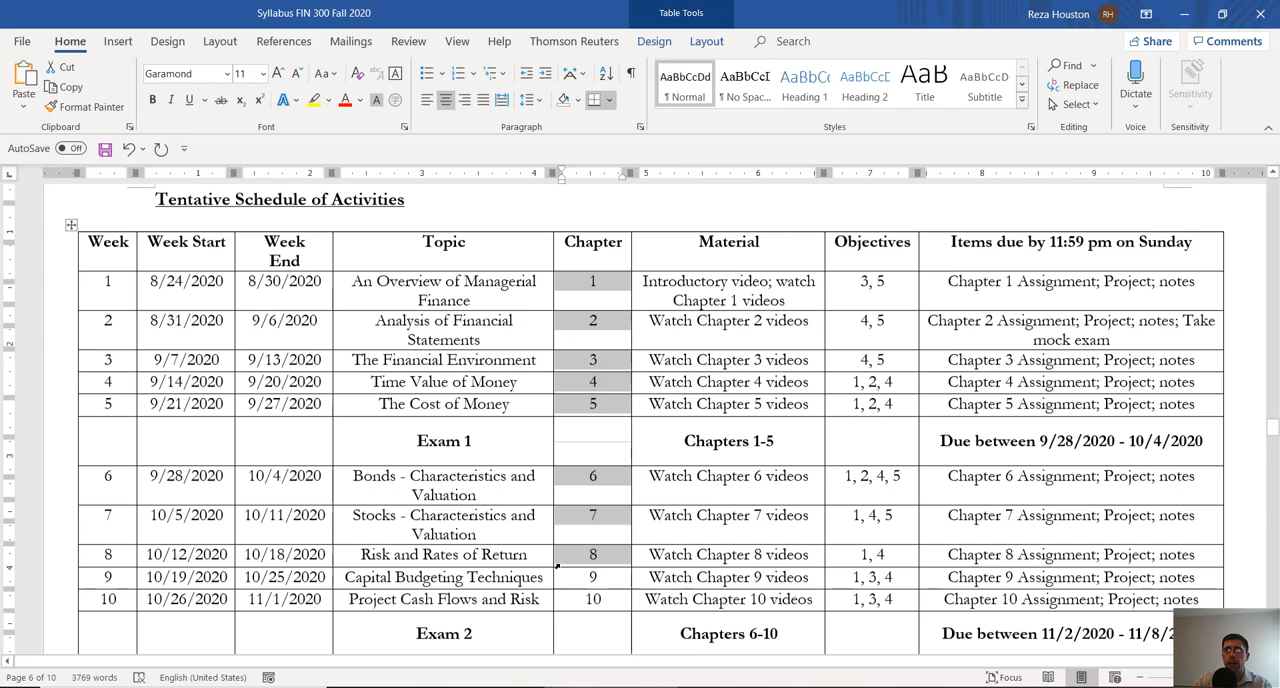 Syllabus FIN 300 Fall 2020
Table Tools
Reza Houston
RH
File Home Insert Design Layout References Mailings Review View Help Thomson Reuters Design Layout Search Share Comments
Paste
Cut
Copy
Format Painter
Clipboard
Garamond 11
Font
Paragraph
AaBbCcDd
¶ Normal
AaBbCcI
¶ No Spac...
AaBbCc
Heading 1
AaBbCcE
Heading 2
AaB
Title
AaBbCcD
Subtitle
Styles
Find
Replace
Select
Editing
Dictate
Voice
Sensitivity
Sensitivity
AutoSave Off
1 2 3 4 5 6 7 8 9 10
Tentative Schedule of Activities
Week Week Start Week End Topic Chapter Material Objectives Items due by 11:59 pm on Sunday
1 8/24/2020 8/30/2020 An Overview of Managerial Finance 1 Introductory video; watch Chapter 1 videos 3, 5 Chapter 1 Assignment; Project; notes
2 8/31/2020 9/6/2020 Analysis of Financial Statements 2 Watch Chapter 2 videos 4, 5 Chapter 2 Assignment; Project; notes; Take mock exam
3 9/7/2020 9/13/2020 The Financial Environment 3 Watch Chapter 3 videos 4, 5 Chapter 3 Assignment; Project; notes
4 9/14/2020 9/20/2020 Time Value of Money 4 Watch Chapter 4 videos 1, 2, 4 Chapter 4 Assignment; Project; notes
5 9/21/2020 9/27/2020 The Cost of Money 5 Watch Chapter 5 videos 1, 2, 4 Chapter 5 Assignment; Project; notes
Exam 1 Chapters 1-5 Due between 9/28/2020 - 10/4/2020
6 9/28/2020 10/4/2020 Bonds - Characteristics and Valuation 6 Watch Chapter 6 videos 1, 2, 4, 5 Chapter 6 Assignment; Project; notes
7 10/5/2020 10/11/2020 Stocks - Characteristics and Valuation 7 Watch Chapter 7 videos 1, 4, 5 Chapter 7 Assignment; Project; notes
8 10/12/2020 10/18/2020 Risk and Rates of Return 8 Watch Chapter 8 videos 1, 4 Chapter 8 Assignment; Project; notes
9 10/19/2020 10/25/2020 Capital Budgeting Techniques 9 Watch Chapter 9 videos 1, 3, 4 Chapter 9 Assignment; Project; notes
10 10/26/2020 11/1/2020 Project Cash Flows and Risk 10 Watch Chapter 10 videos 1, 3, 4 Chapter 10 Assignment; Project; notes
Exam 2 Chapters 6-10 Due between 11/2/2020 - 11/8/2
Page 6 of 10 3769 words English (United States) Focus